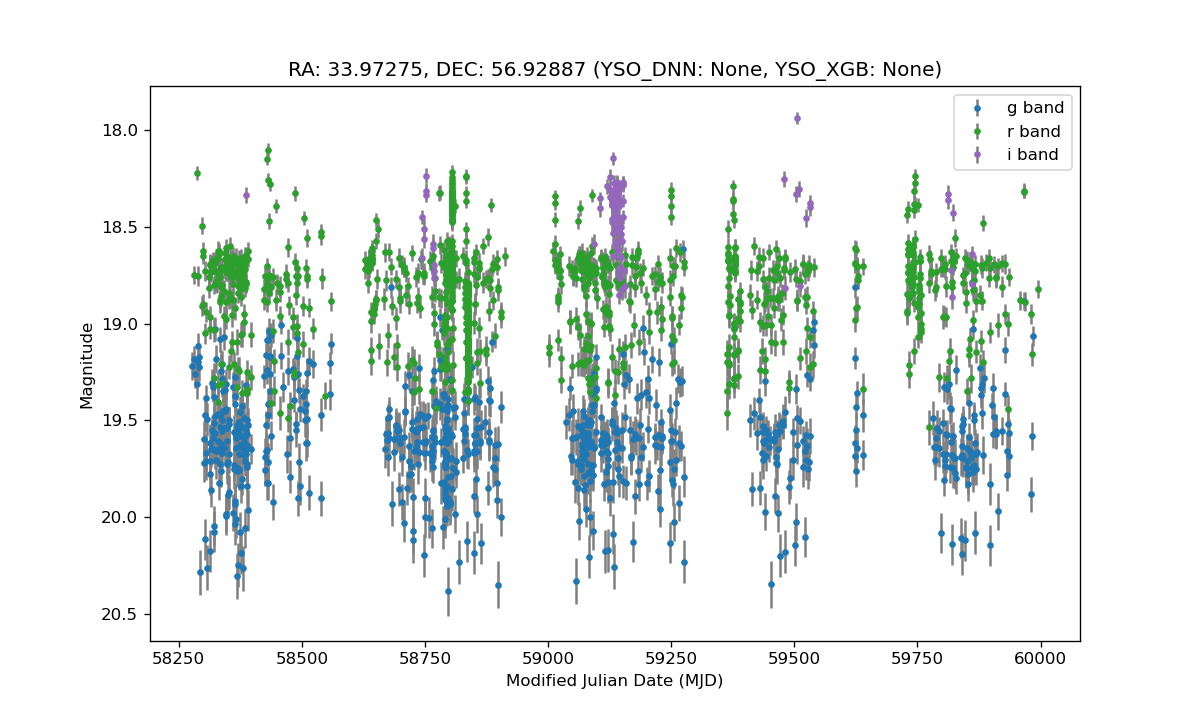 RA: 33.97275, DEC: 56.92887 (YSO_DNN: None, YSO_XGB: None)
g band
r band
i band
18.0
18.5
19.0
19.5
20.0
20.5
Magnitude
58250 58500 58750 59000 59250 59500 59750 60000
Modified Julian Date (MJD)